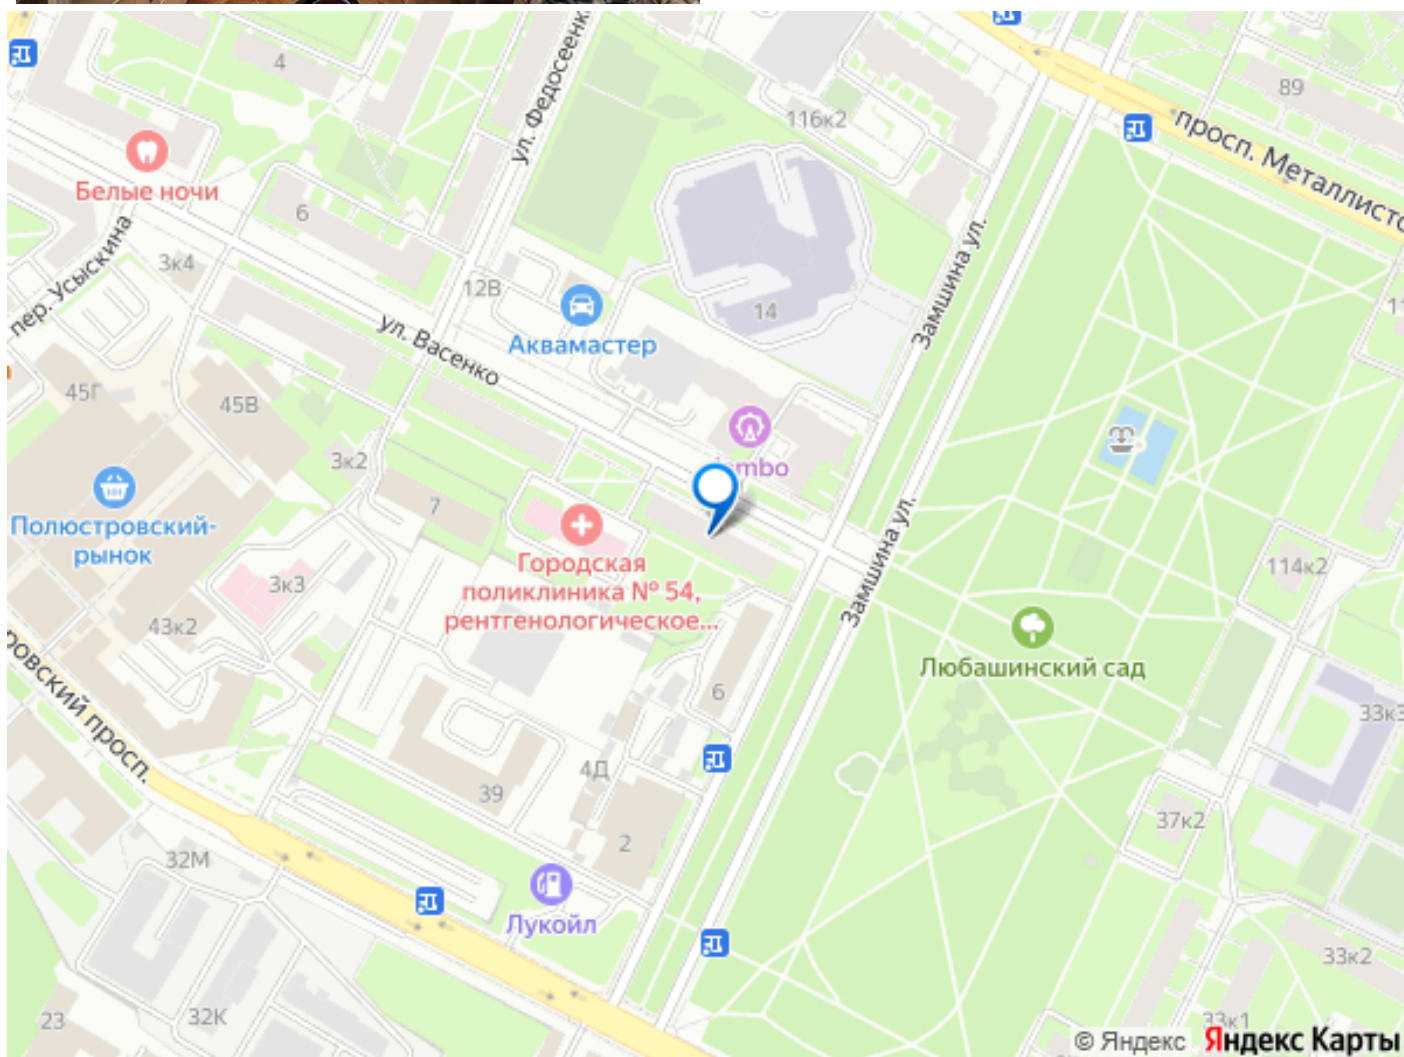 4
ул. Федосеенк
116к2
89
просп. Металлисто
Белые ночи
пер. Усыскина
6
3к4
12В
14
Замшина ул.
Аквамастер
ул. Васенко
45Г
45В
3к2
7
Полюстровский-
рынок
Городская
поликлиника № 54,
рентгенологическое...
Замшина ул.
114к2
3к3
43к2
Любашинский сад
6
33к3
ровский просп.
4Д
39
2
37к2
32М
Лукойл
33к2
23
32К
33к1
© Яндекс Яндекс Карты